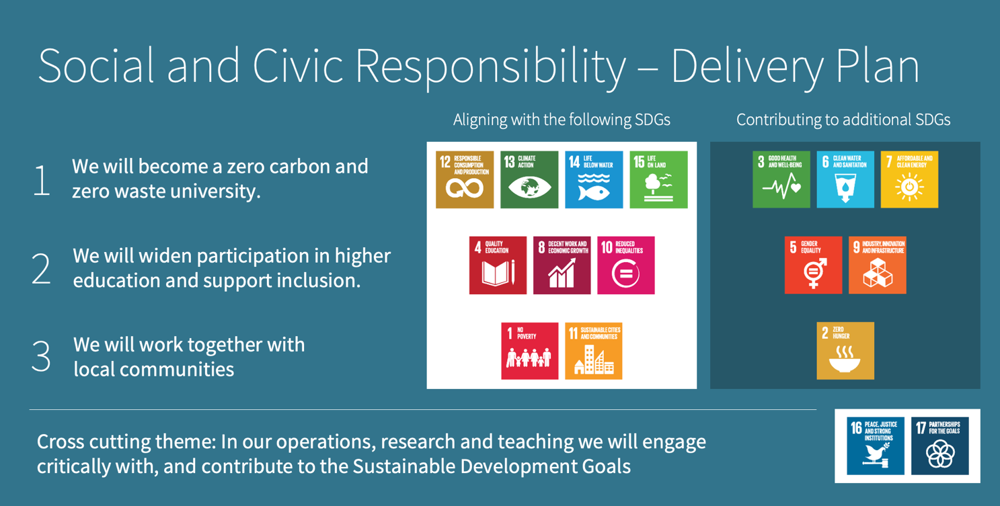 Social and Civic Responsibility – Delivery Plan
Aligning with the following SDGs
Contributing to additional SDGs
1
We will become a zero carbon and
zero waste university.
12 RESPONSIBLE
CONSUMPTION
AND PRODUCTION
13 CLIMATE
ACTION
14 LIFE
BELOW WATER
15 LIFE
ON LAND
3 GOOD HEALTH
AND WELL-BEING
6 CLEAN WATER
AND SANITATION
7 AFFORDABLE AND
CLEAN ENERGY
2
We will widen participation in higher
education and support inclusion.
4 QUALITY
EDUCATION
8 DECENT WORK AND
ECONOMIC GROWTH
10 REDUCED
INEQUALITIES
5 GENDER
EQUALITY
9 INDUSTRY, INNOVATION
AND INFRASTRUCTURE
3
We will work together with
local communities
1 NO
POVERTY
11 SUSTAINABLE CITIES
AND COMMUNITIES
2 ZERO
HUNGER
Cross cutting theme: In our operations, research and teaching we will engage
critically with, and contribute to the Sustainable Development Goals
16 PEACE, JUSTICE
AND STRONG
INSTITUTIONS
17 PARTNERSHIPS
FOR THE GOALS